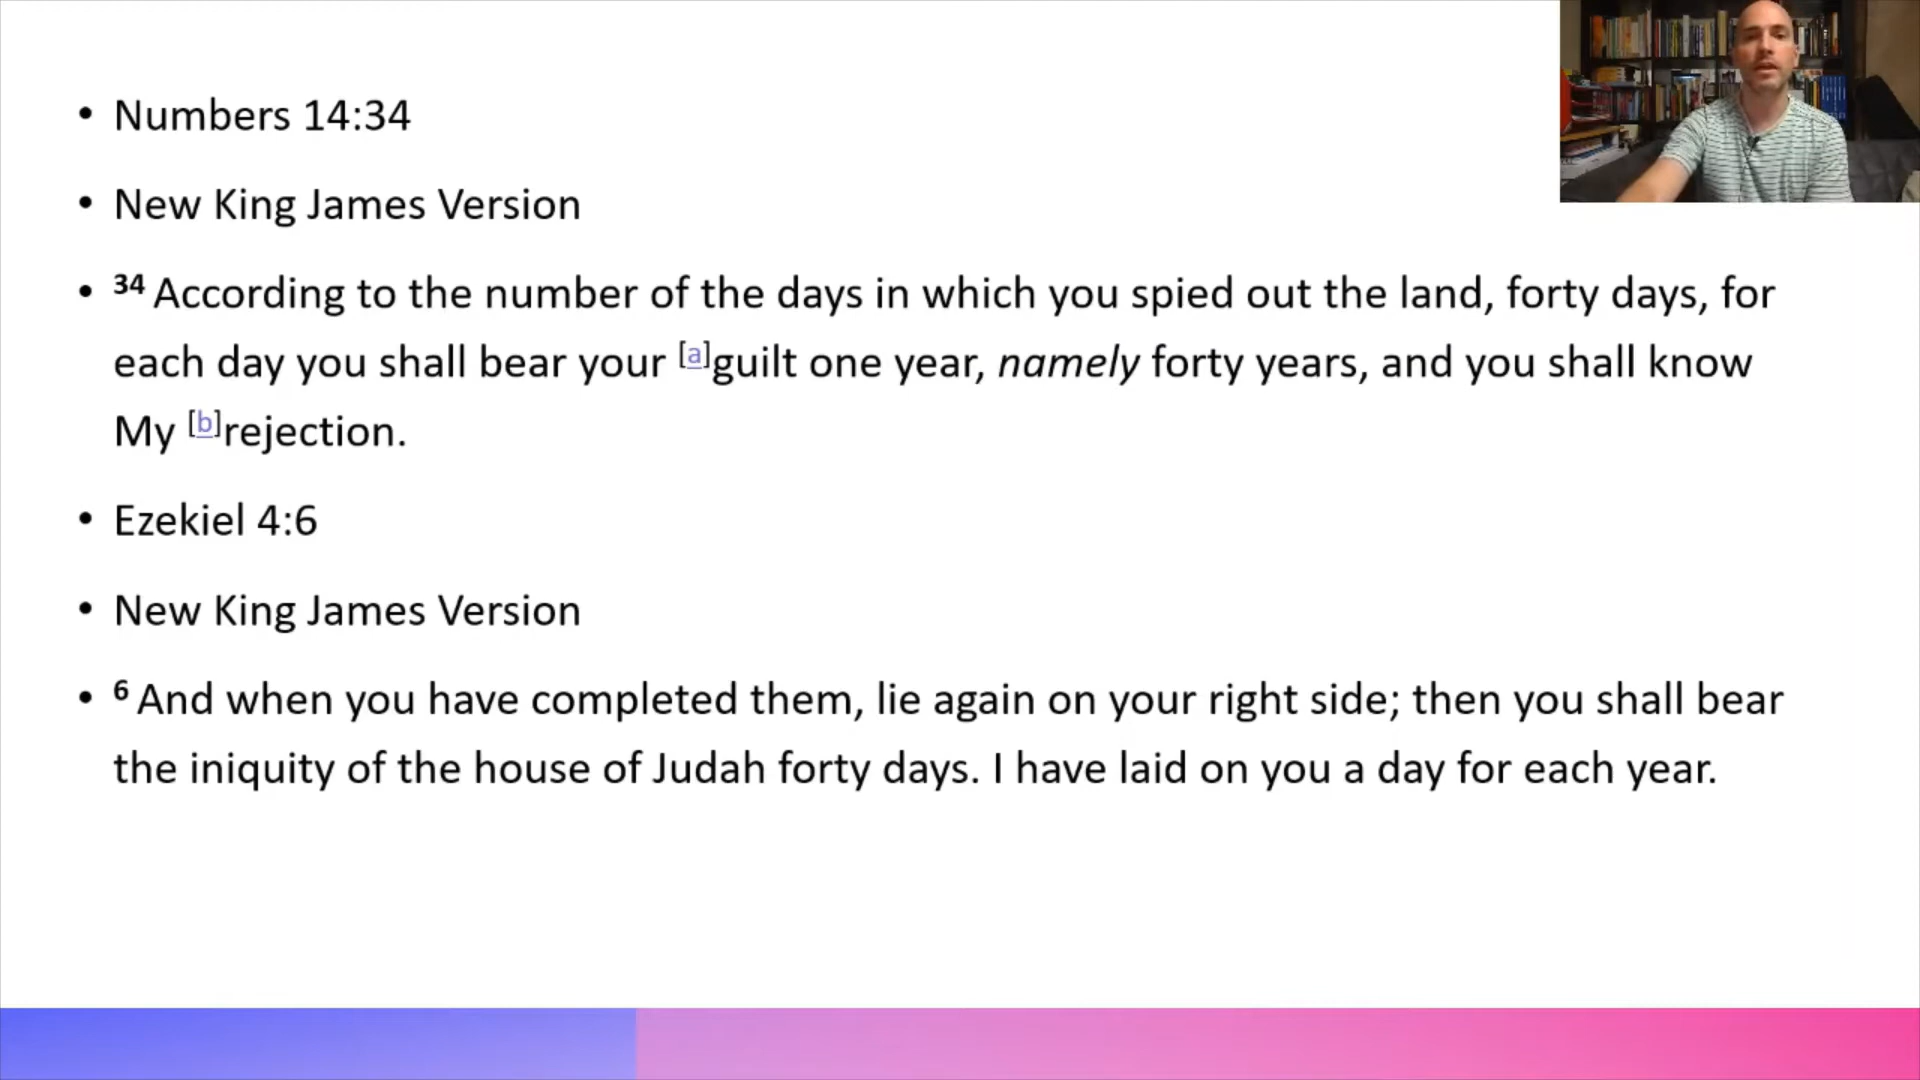 • Numbers 14:34
• New King James Version
• 34 According to the number of the days in which you spied out the land, forty days, for
each day you shall bear your [a]guilt one year, namely forty years, and you shall know
My [b]rejection.
• Ezekiel 4:6
• New King James Version
• 6 And when you have completed them, lie again on your right side; then you shall bear
the iniquity of the house of Judah forty days. I have laid on you a day for each year.